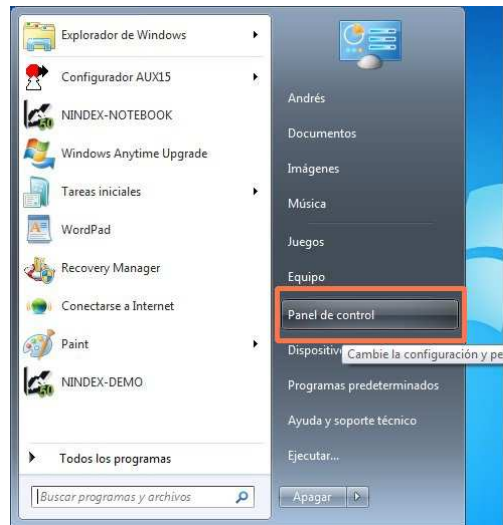 Explorador de Windows
Configurador AUX15
NINDEX-NOTEBOOK
Windows Anytime Upgrade
Tareas iniciales
WordPad
Recovery Manager
Conectarse a Internet
Paint
NINDEX-DEMO
Todos los programas
Buscar programas y archivos
Andrés
Documentos
Imágenes
Música
Juegos
Equipo
Panel de control
Cambie la configuración y pe
Programas predeterminados
Ayuda y soporte técnico
Ejecutar...
Apagar